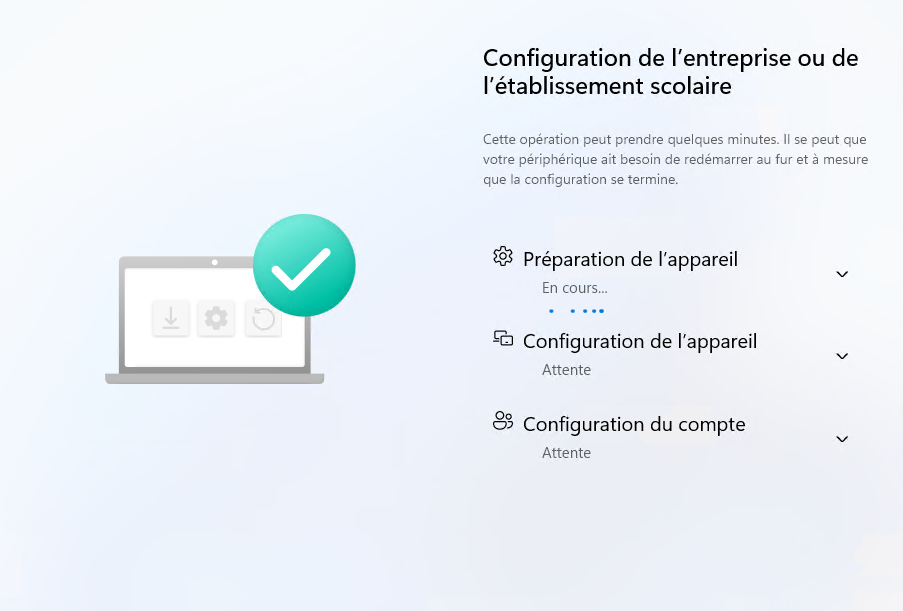 Configuration de l’entreprise ou de
l’établissement scolaire
Cette opération peut prendre quelques minutes. Il se peut que
votre périphérique ait besoin de redémarrer au fur et à mesure
que la configuration se termine.
Préparation de l’appareil
En cours...
Configuration de l’appareil
Attente
Configuration du compte
Attente